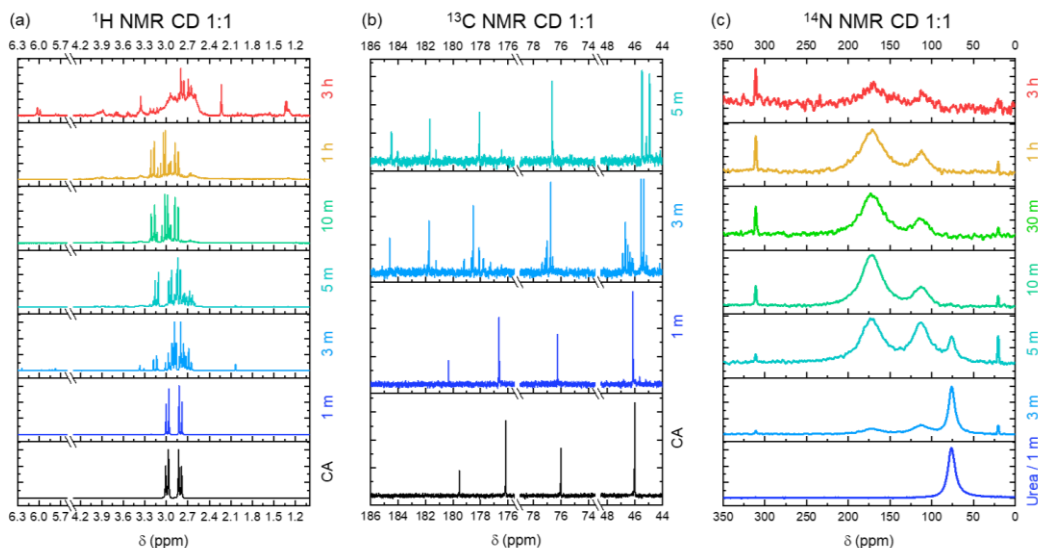 (a) ¹H NMR CD 1:1
6.3 6.0 5.7 4.2 3.9 3.6 3.3 3.0 2.7 2.4 2.1 1.8 1.5 1.2
3 h
1 h
10 m
5 m
3 m
1 m
CA
6.3 6.0 5.7 4.2 3.9 3.6 3.3 3.0 2.7 2.4 2.1 1.8 1.5 1.2
δ (ppm)
(b) ¹³C NMR CD 1:1
186 184 182 180 178 176 74 76 74 48 46 44
5 m
3 m
1 m
CA
186 184 182 180 178 176 76 74 48 46 44
δ (ppm)
(c) ¹⁴N NMR CD 1:1
350 300 250 200 150 100 50 0
3 h
1 h
30 m
10 m
5 m
3 m
Urea / 1 m
350 300 250 200 150 100 50 0
δ (ppm)